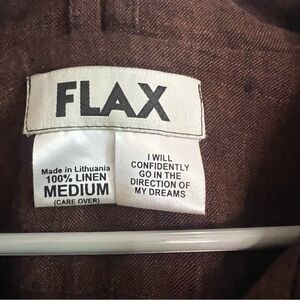 FLAX
Made in Lithuania
100% LINEN
MEDIUM
(CARE OVER)
I WILL
CONFIDENTLY
GO IN THE
DIRECTION OF
MY DREAMS